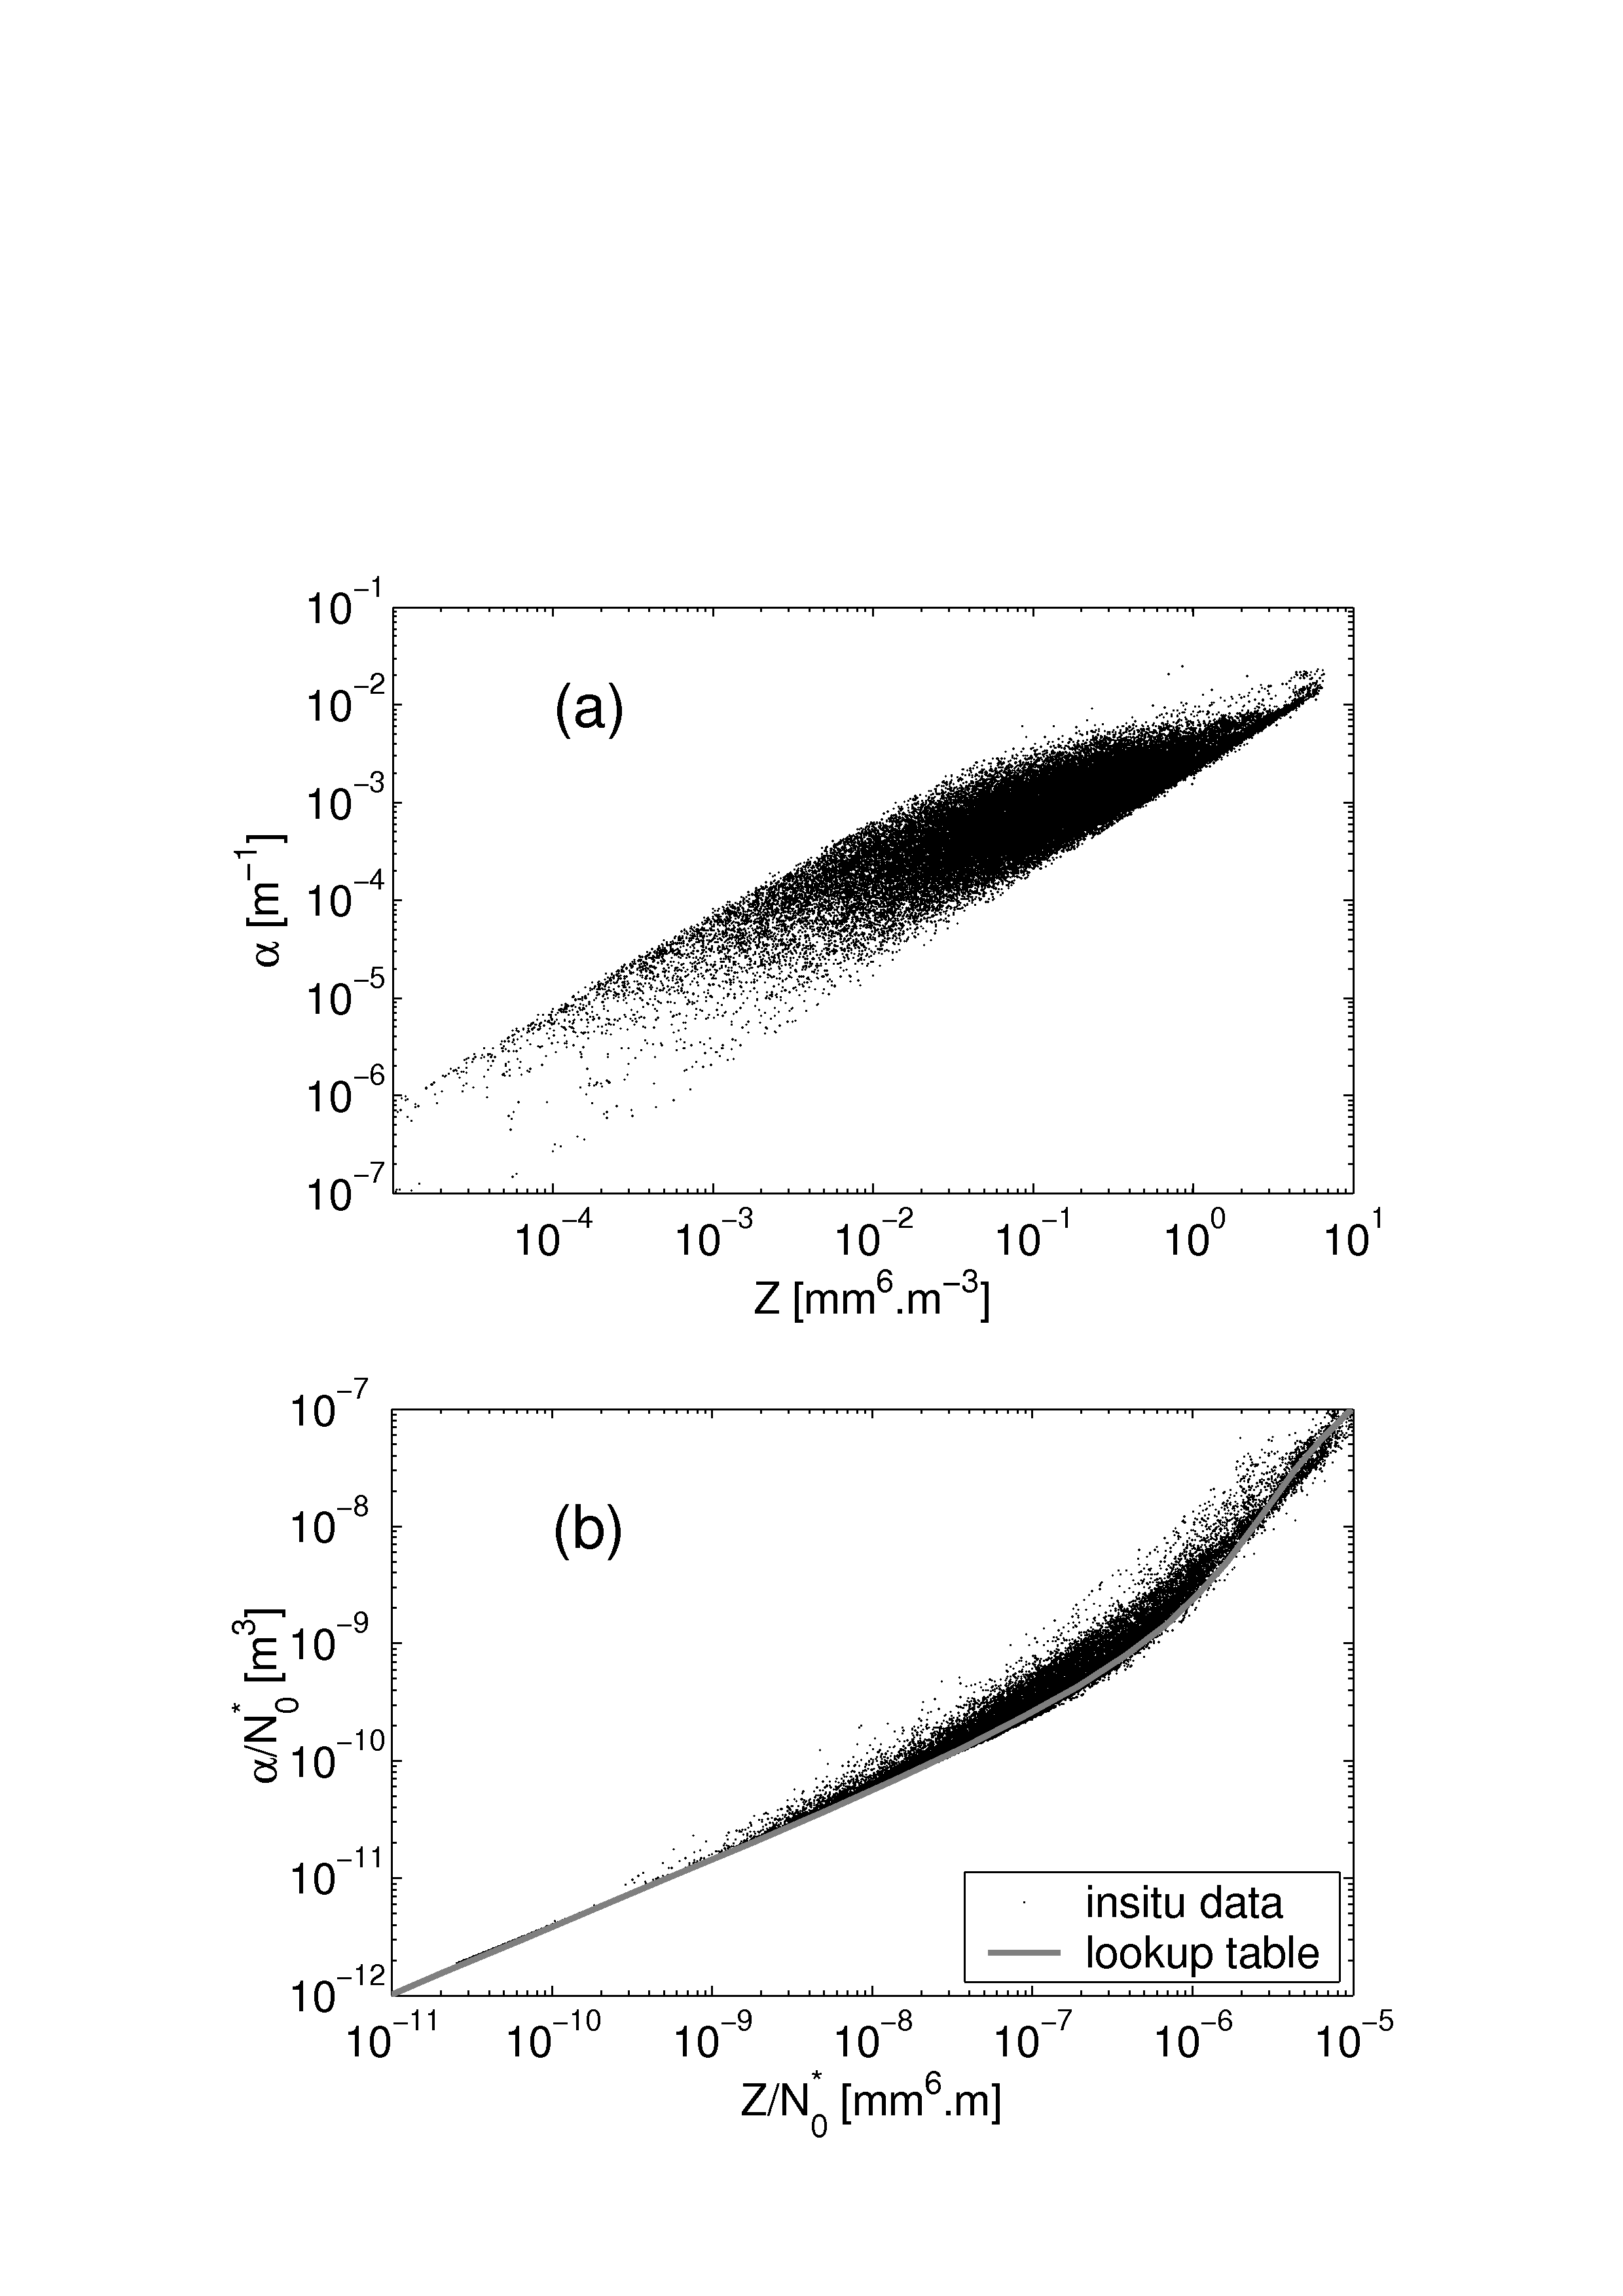 10^−1
10^−2
10^−3
10^−4
10^−5
10^−6
10^−7
α [m^−1]
(a)
10^−4 10^−3 10^−2 10^−1 10^0 10^1
Z [mm^6.m^−3]
10^−7
10^−8
10^−9
10^−10
10^−11
10^−12
α/N_0^* [m^3]
(b)
insitu data
lookup table
10^−11 10^−10 10^−9 10^−8 10^−7 10^−6 10^−5
Z/N_0^* [mm^6.m]